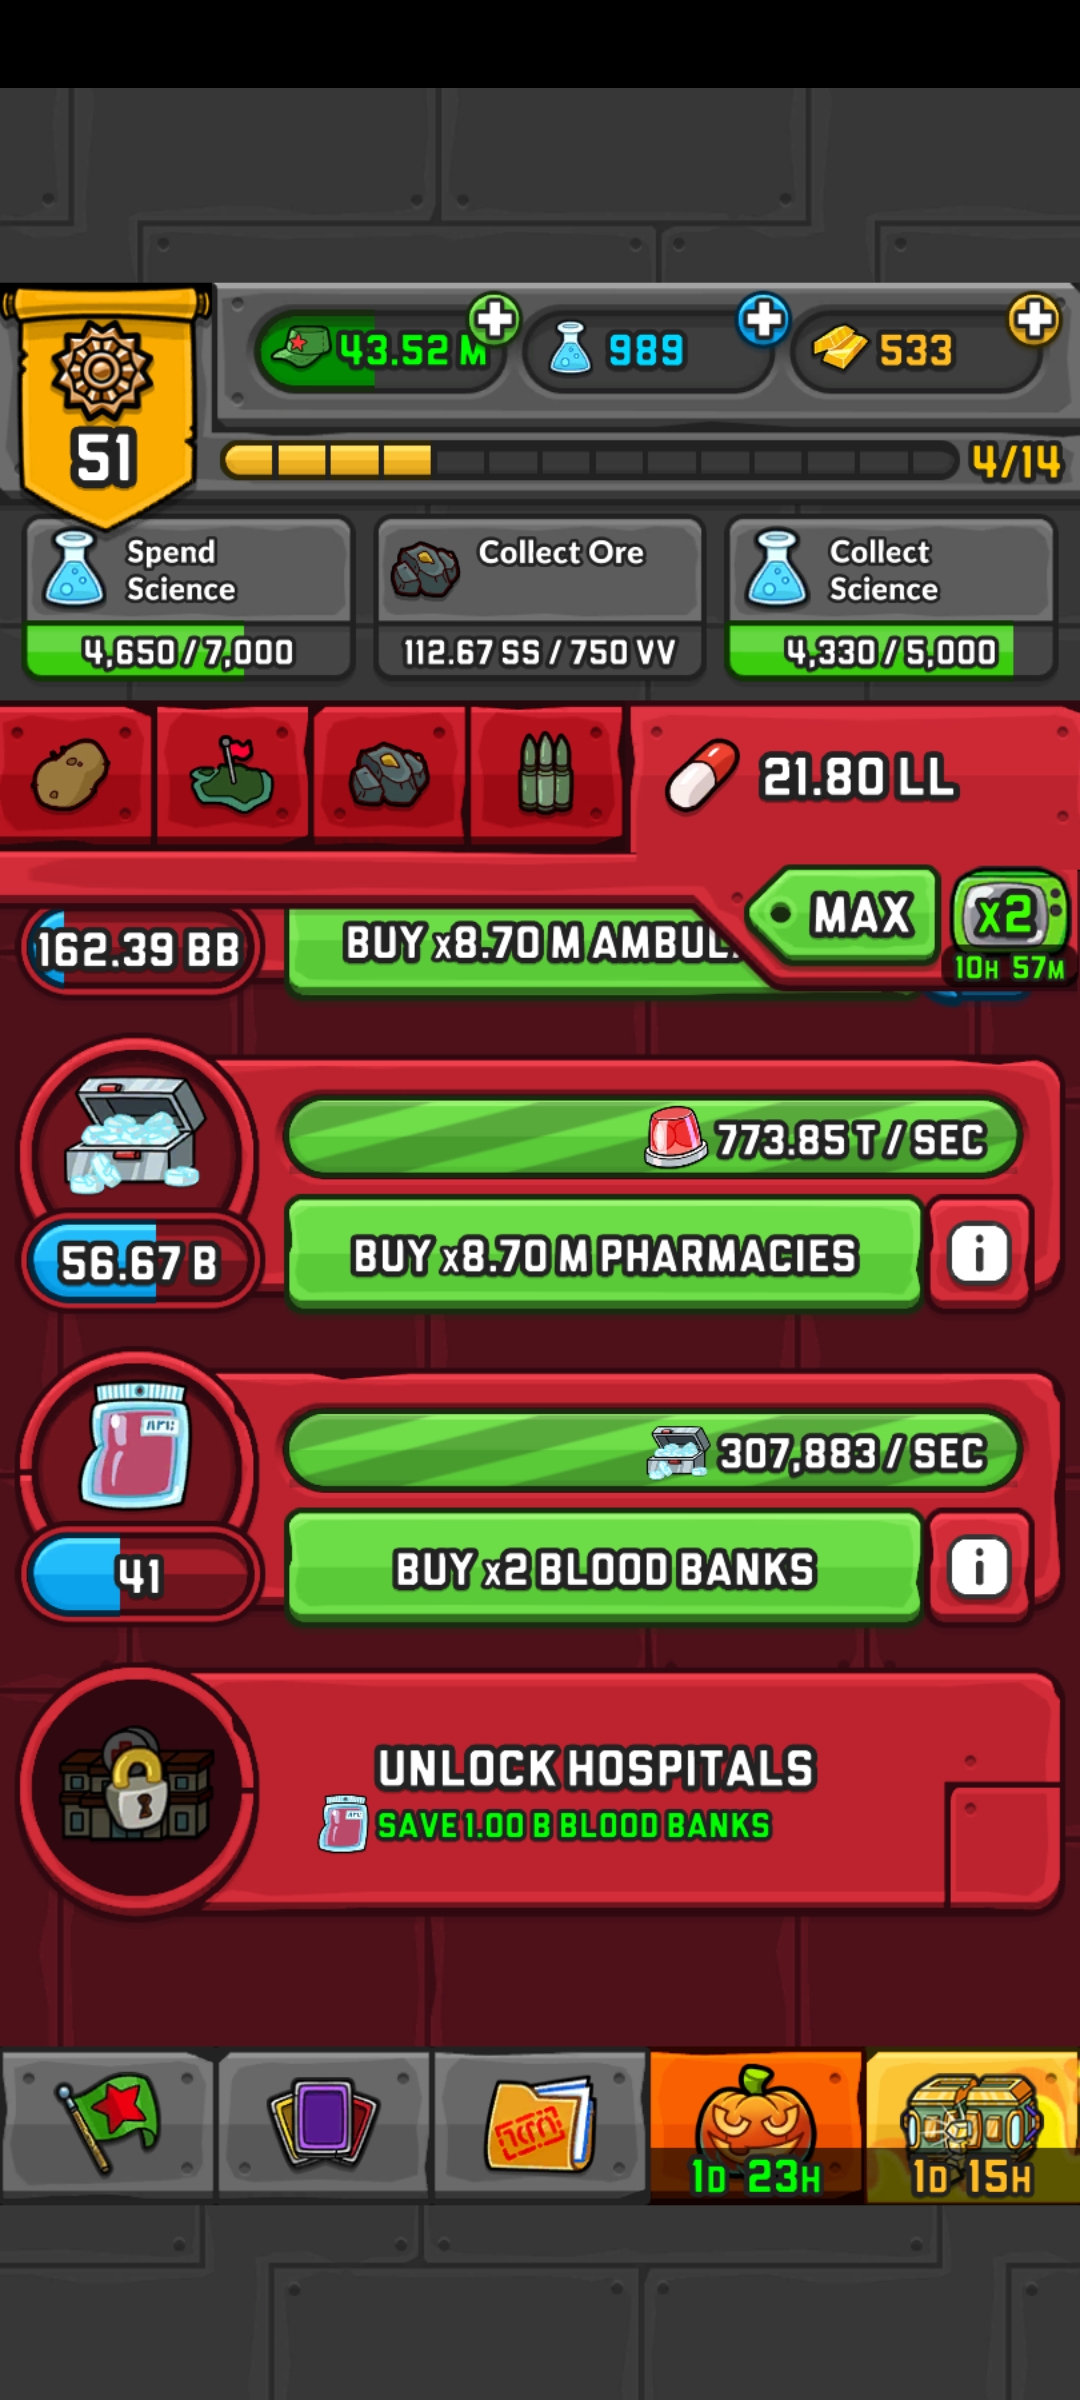 43.52 M
989
533
51
4/14
Spend
Science
4,650 / 7,000
Collect Ore
112.67 SS / 750 VV
Collect
Science
4,330 / 5,000
21.80 LL
MAX
x2
10H 57M
162.39 BB
BUY x8.70 M AMBUL
773.85 T / SEC
56.67 B
BUY x8.70 M PHARMACIES
i
307,883 / SEC
41
BUY x2 BLOOD BANKS
i
UNLOCK HOSPITALS
SAVE 1.00 B BLOOD BANKS
1D 23H
1D 15H